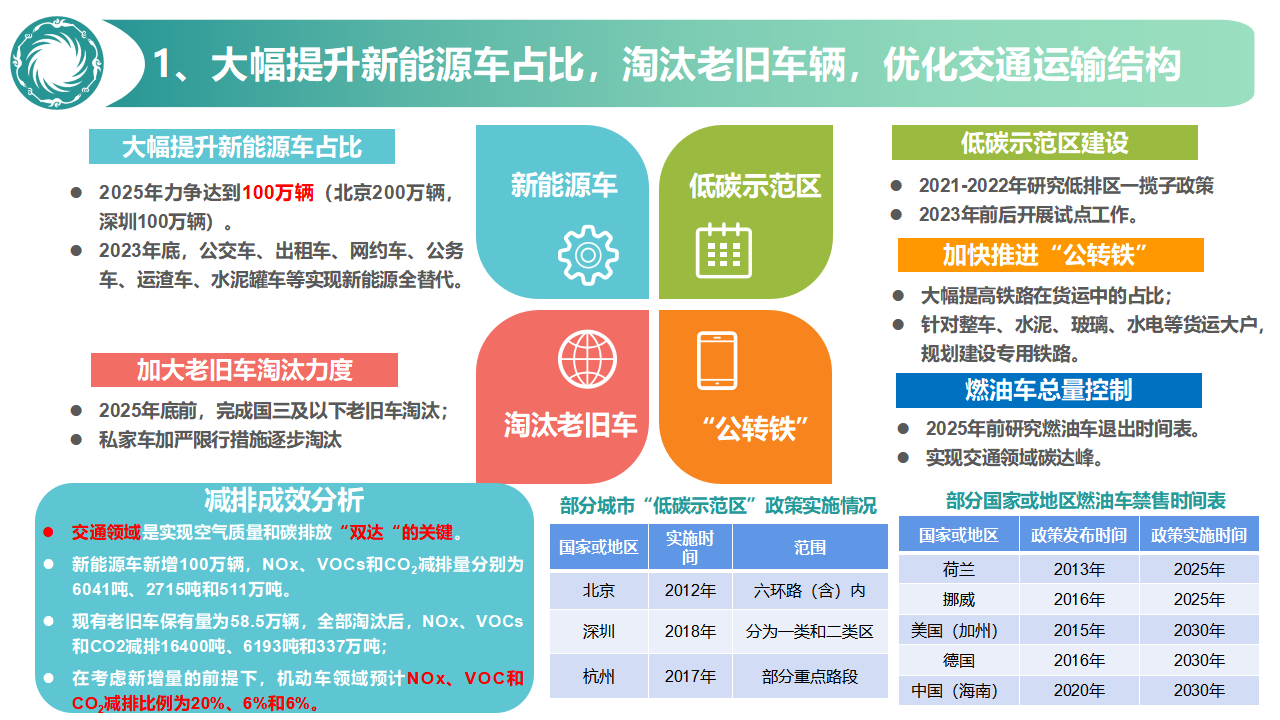 1、大幅提升新能源车占比，淘汰老旧车辆，优化交通运输结构
大幅提升新能源车占比
● 2025年力争达到100万辆（北京200万辆，
深圳100万辆）。
● 2023年底，公交车、出租车、网约车、公务
车、运渣车、水泥罐车等实现新能源全替代。
加大老旧车淘汰力度
● 2025年底前，完成国三及以下老旧车淘汰；
● 私家车加严限行措施逐步淘汰
新能源车
低碳示范区
淘汰老旧车
“公转铁”
低碳示范区建设
● 2021-2022年研究低排区一揽子政策
● 2023年前后开展试点工作。
加快推进“公转铁”
● 大幅提高铁路在货运中的占比；
● 针对整车、水泥、玻璃、水电等货运大户，
规划建设专用铁路。
燃油车总量控制
● 2025年前研究燃油车退出时间表。
● 实现交通领域碳达峰。
减排成效分析
● 交通领域是实现空气质量和碳排放“双达“的关键。
● 新能源车新增100万辆，NOx、VOCs和CO2减排量分别为
6041吨、2715吨和511万吨。
● 现有老旧车保有量为58.5万辆，全部淘汰后，NOx、VOCs
和CO2减排16400吨、6193吨和337万吨；
● 在考虑新增量的前提下，机动车领域预计NOx、VOC和
CO2减排比例为20%、6%和6%。
部分城市“低碳示范区”政策实施情况
国家或地区 实施时间 范围
北京 2012年 六环路（含）内
深圳 2018年 分为一类和二类区
杭州 2017年 部分重点路段
部分国家或地区燃油车禁售时间表
国家或地区 政策发布时间 政策实施时间
荷兰 2013年 2025年
挪威 2016年 2025年
美国（加州） 2015年 2030年
德国 2016年 2030年
中国（海南） 2020年 2030年